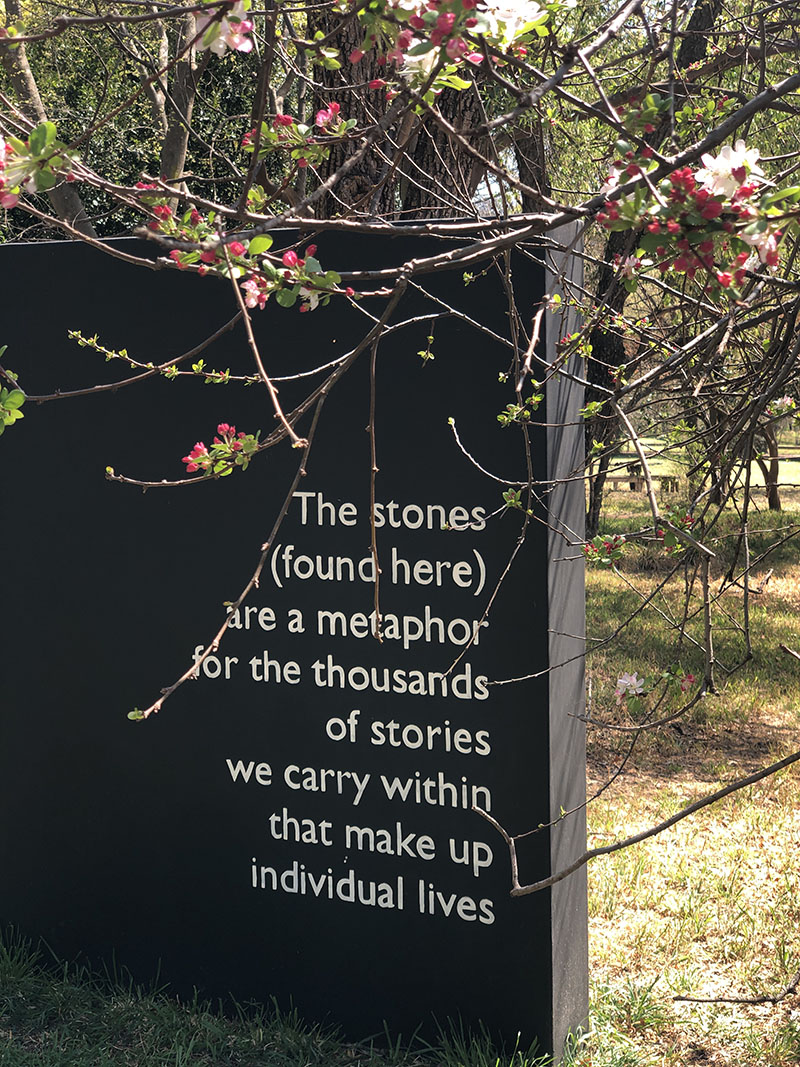 The stones
(found here)
are a metaphor
for the thousands
of stories
we carry within
that make up
individual lives